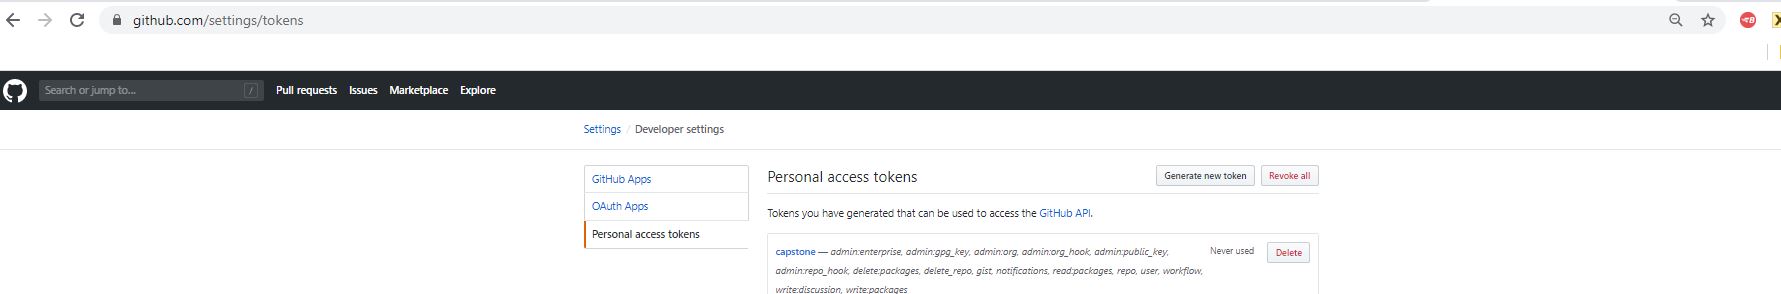 github.com/settings/tokens
Search or jump to... /
Pull requests Issues Marketplace Explore
Settings / Developer settings
GitHub Apps
OAuth Apps
Personal access tokens
Personal access tokens
Generate new token Revoke all
Tokens you have generated that can be used to access the GitHub API.
capstone — admin:enterprise, admin:gpg_key, admin:org, admin:org_hook, admin:public_key,
admin:repo_hook, delete:packages, delete_repo, gist, notifications, read:packages, repo, user, workflow,
write:discussion, write:packages
Never used Delete